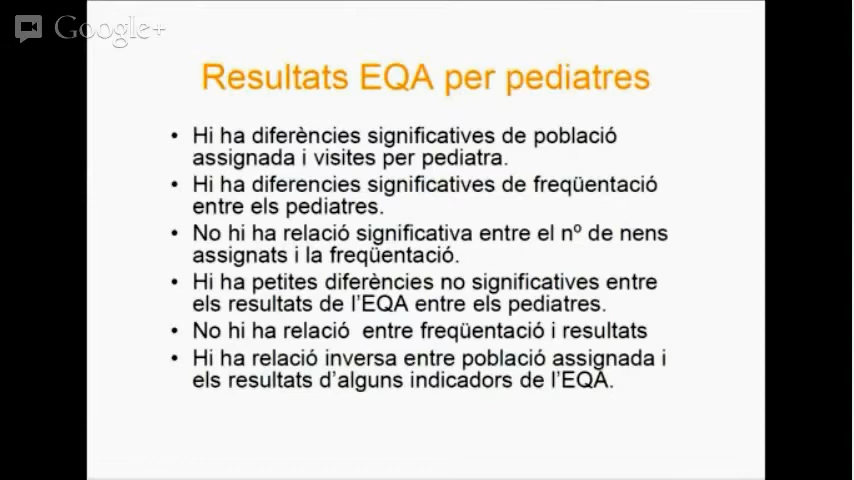 Google+
Resultats EQA per pediatres
• Hi ha diferències significatives de població
assignada i visites per pediatra.
• Hi ha diferencies significatives de freqüentació
entre els pediatres.
• No hi ha relació significativa entre el nº de nens
assignats i la freqüentació.
• Hi ha petites diferències no significatives entre
els resultats de l'EQA entre els pediatres.
• No hi ha relació entre freqüentació i resultats
• Hi ha relació inversa entre població assignada i
els resultats d'alguns indicadors de l'EQA.